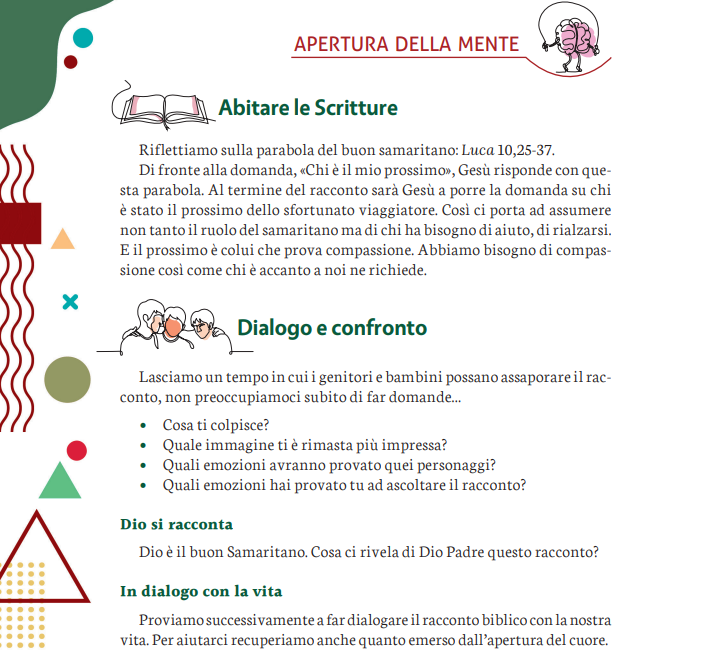 APERTURA DELLA MENTE
Abitare le Scritture
Riflettiamo sulla parabola del buon samaritano: Luca 10,25-37.
Di fronte alla domanda, «Chi è il mio prossimo», Gesù risponde con que-
sta parabola. Al termine del racconto sarà Gesù a porre la domanda su chi
è stato il prossimo dello sfortunato viaggiatore. Così ci porta ad assumere
non tanto il ruolo del samaritano ma di chi ha bisogno di aiuto, di rialzarsi.
E il prossimo è colui che prova compassione. Abbiamo bisogno di compas-
sione così come chi è accanto a noi ne richiede.
Dialogo e confronto
Lasciamo un tempo in cui i genitori e bambini possano assaporare il rac-
conto, non preoccupiamoci subito di far domande...
• Cosa ti colpisce?
• Quale immagine ti è rimasta più impressa?
• Quali emozioni avranno provato quei personaggi?
• Quali emozioni hai provato tu ad ascoltare il racconto?
Dio si racconta
Dio è il buon Samaritano. Cosa ci rivela di Dio Padre questo racconto?
In dialogo con la vita
Proviamo successivamente a far dialogare il racconto biblico con la nostra
vita. Per aiutarci recuperiamo anche quanto emerso dall'apertura del cuore.